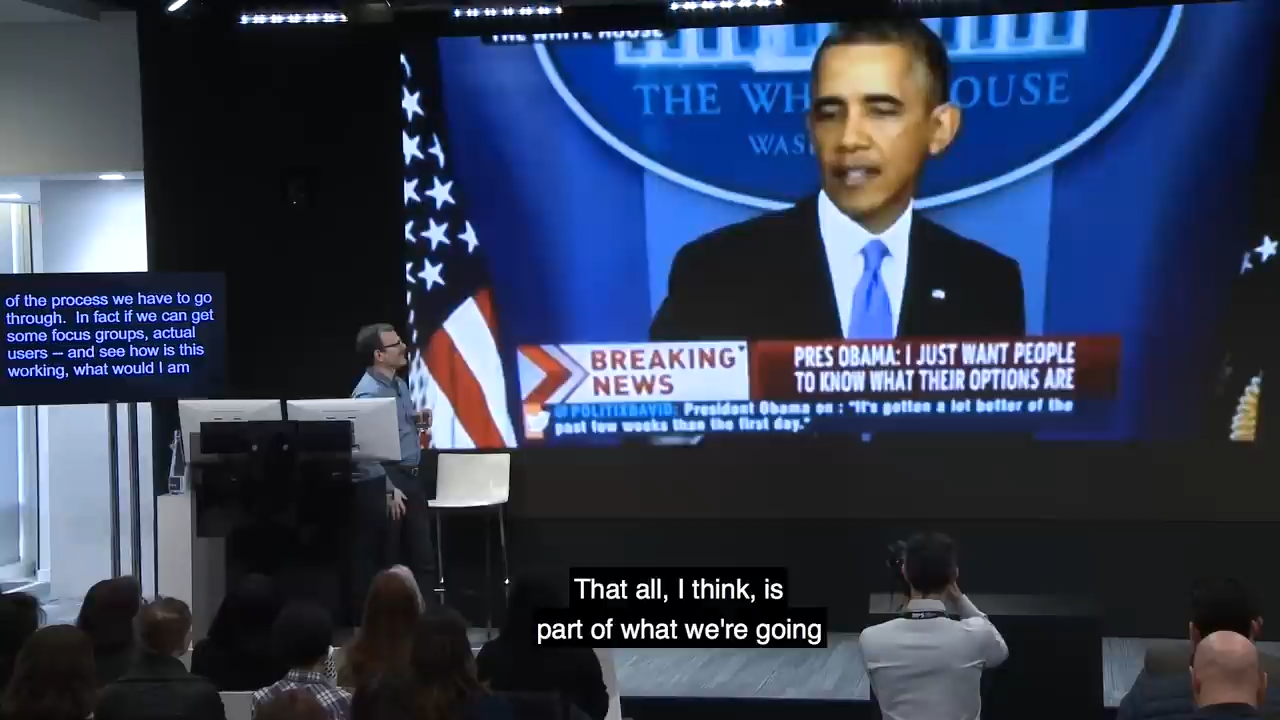 THE WHITE HOUSE
THE WH OUSE
WAS
of the process we have to go
through. In fact if we can get
some focus groups, actual
users – and see how is this
working, what would I am
BREAKING
NEWS
PRES OBAMA: I JUST WANT PEOPLE
TO KNOW WHAT THEIR OPTIONS ARE
@POLITIXDAVID: President Obama on : "It's gotten a lot better of the
past few weeks than the first day."
That all, I think, is
part of what we're going